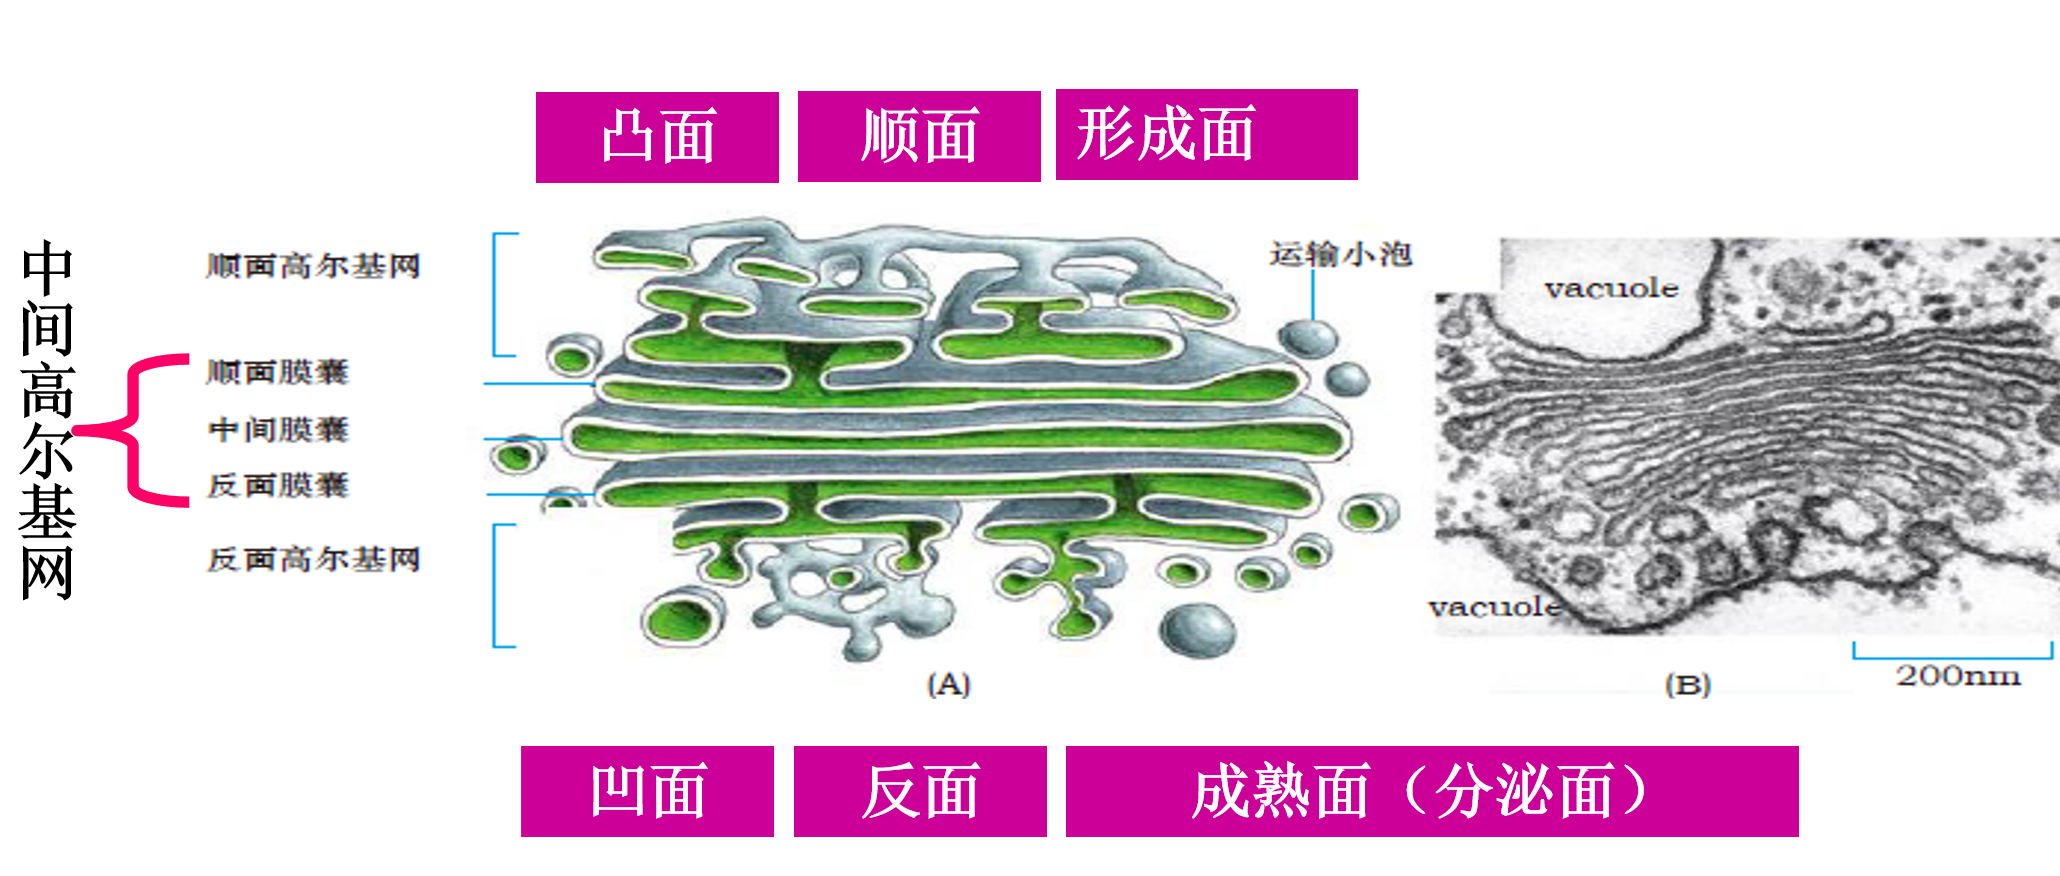 凸面
顺面
形成面
中间高尔基网
顺面高尔基网
顺面膜囊
中间膜囊
反面膜囊
反面高尔基网
运输小泡
vacuole
vacuole
(A)
(B)
200nm
凹面
反面
成熟面（分泌面）